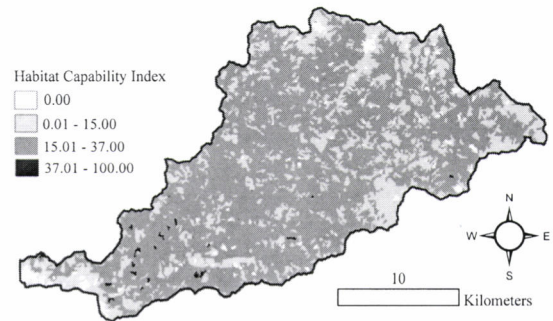 Habitat Capability Index
0.00
0.01 - 15.00
15.01 - 37.00
37.01 - 100.00
N
W E
S
10
Kilometers